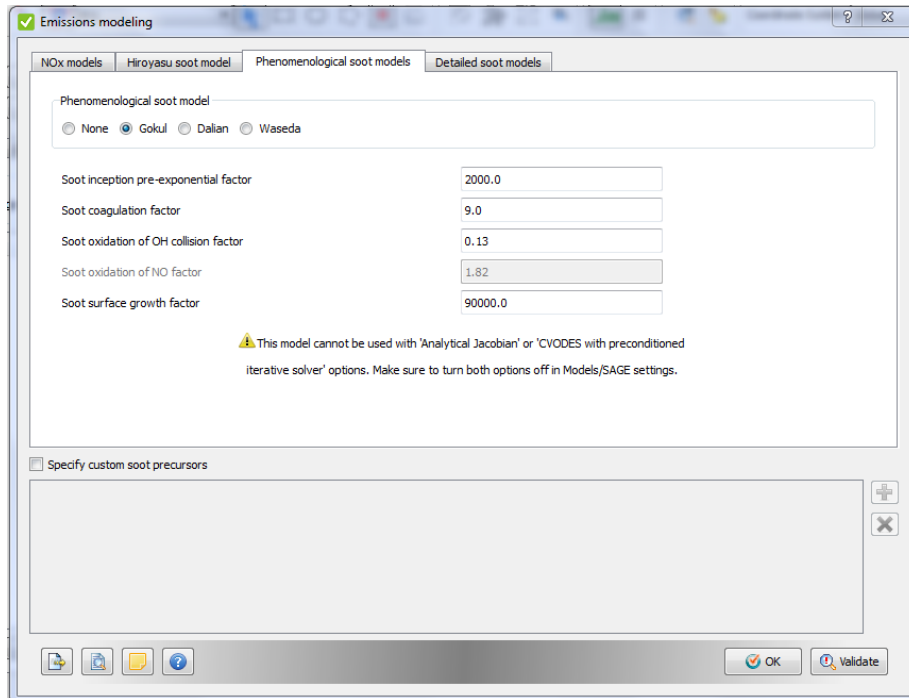 Emissions modeling
NOx models Hiroyasu soot model Phenomenological soot models Detailed soot models
Phenomenological soot model
None Gokul Dalian Waseda
Soot inception pre-exponential factor 2000.0
Soot coagulation factor 9.0
Soot oxidation of OH collision factor 0.13
Soot oxidation of NO factor 1.82
Soot surface growth factor 90000.0
This model cannot be used with 'Analytical Jacobian' or 'CVODES with preconditioned
iterative solver' options. Make sure to turn both options off in Models/SAGE settings.
Specify custom soot precursors
OK Validate